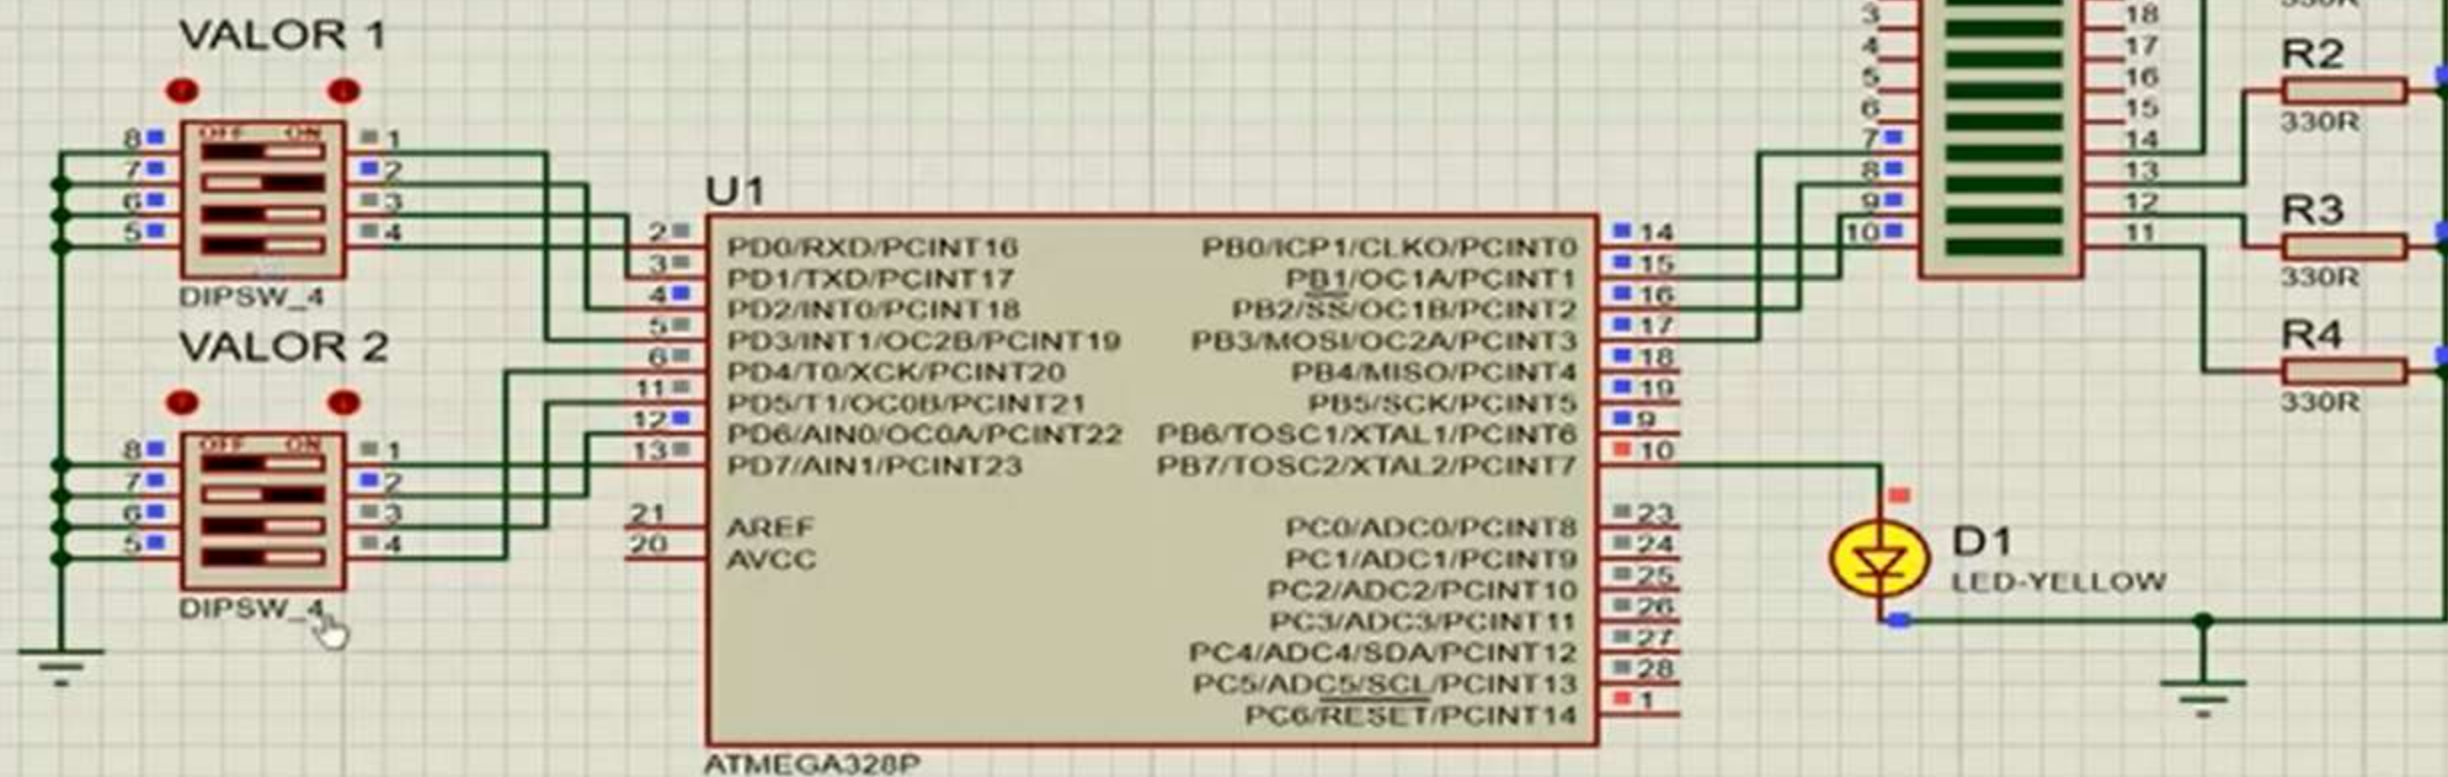 VALOR 1
OFF ON
8 1
7 2
6 3
5 4
DIPSW_4
VALOR 2
OFF ON
8 1
7 2
6 3
5 4
DIPSW_4
U1
2 PD0/RXD/PCINT16
3 PD1/TXD/PCINT17
4 PD2/INT0/PCINT18
5 PD3/INT1/OC2B/PCINT19
6 PD4/T0/XCK/PCINT20
11 PD5/T1/OC0B/PCINT21
12 PD6/AIN0/OC0A/PCINT22
13 PD7/AIN1/PCINT23
21 AREF
20 AVCC
PB0/ICP1/CLKO/PCINT0 14
PB1/OC1A/PCINT1 15
PB2/SS/OC1B/PCINT2 16
PB3/MOSI/OC2A/PCINT3 17
PB4/MISO/PCINT4 18
PB5/SCK/PCINT5 19
PB6/TOSC1/XTAL1/PCINT6 9
PB7/TOSC2/XTAL2/PCINT7 10
PC0/ADC0/PCINT8 23
PC1/ADC1/PCINT9 24
PC2/ADC2/PCINT10 25
PC3/ADC3/PCINT11 26
PC4/ADC4/SDA/PCINT12 27
PC5/ADC5/SCL/PCINT13 28
PC6/RESET/PCINT14 1
ATMEGA328P
3 18
4 17
5 16
6 15
7 14
8 13
9 12
10 11
R2
330R
R3
330R
R4
330R
D1
LED-YELLOW